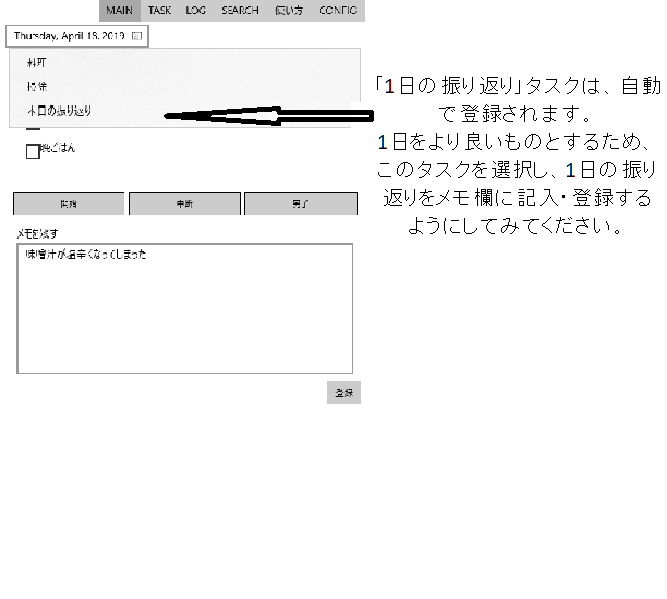 MAIN TASK LOG SEARCH 使い方 CONFIG
Thursday, April 18, 2019
料理
掃除
本日の振り返り
晩ごはん
開始 中断 完了
メモを残す
味噌汁が塩辛くなってしまった
登録
「1日の振り返り」タスクは、自動
で登録されます。
1日をより良いものとするため、
このタスクを選択し、1日の振り
返りをメモ欄に記入・登録する
ようにしてみてください。